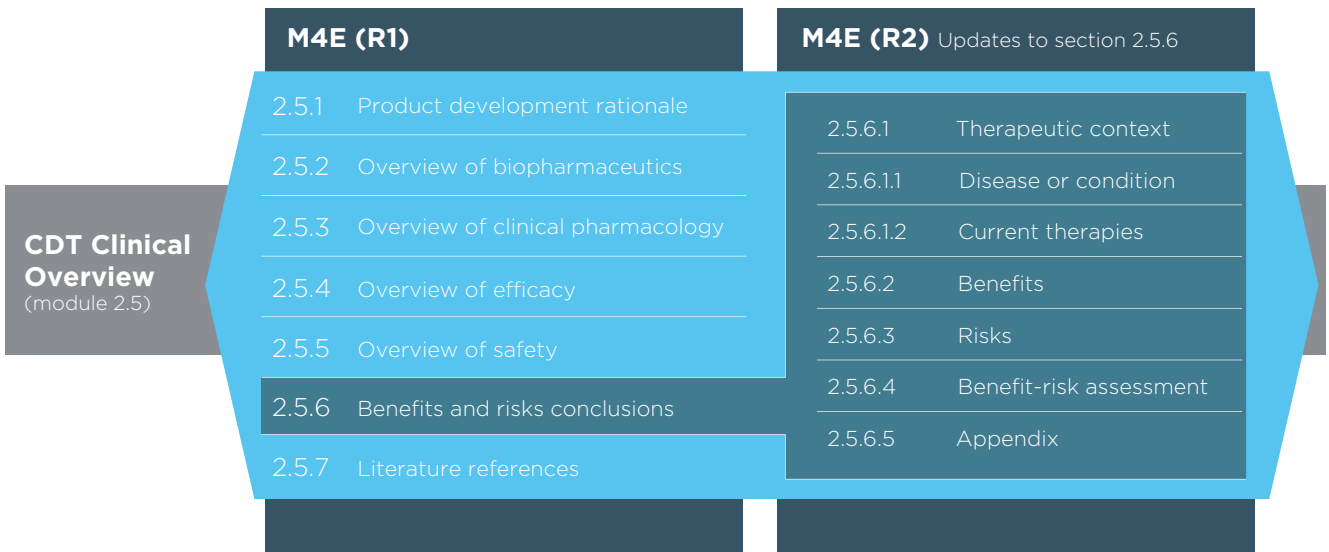 M4E (R1)
M4E (R2) Updates to section 2.5.6
CDT Clinical
Overview
(module 2.5)
2.5.1 Product development rationale
2.5.2 Overview of biopharmaceutics
2.5.3 Overview of clinical pharmacology
2.5.4 Overview of efficacy
2.5.5 Overview of safety
2.5.6 Benefits and risks conclusions
2.5.7 Literature references
2.5.6.1 Therapeutic context
2.5.6.1.1 Disease or condition
2.5.6.1.2 Current therapies
2.5.6.2 Benefits
2.5.6.3 Risks
2.5.6.4 Benefit-risk assessment
2.5.6.5 Appendix